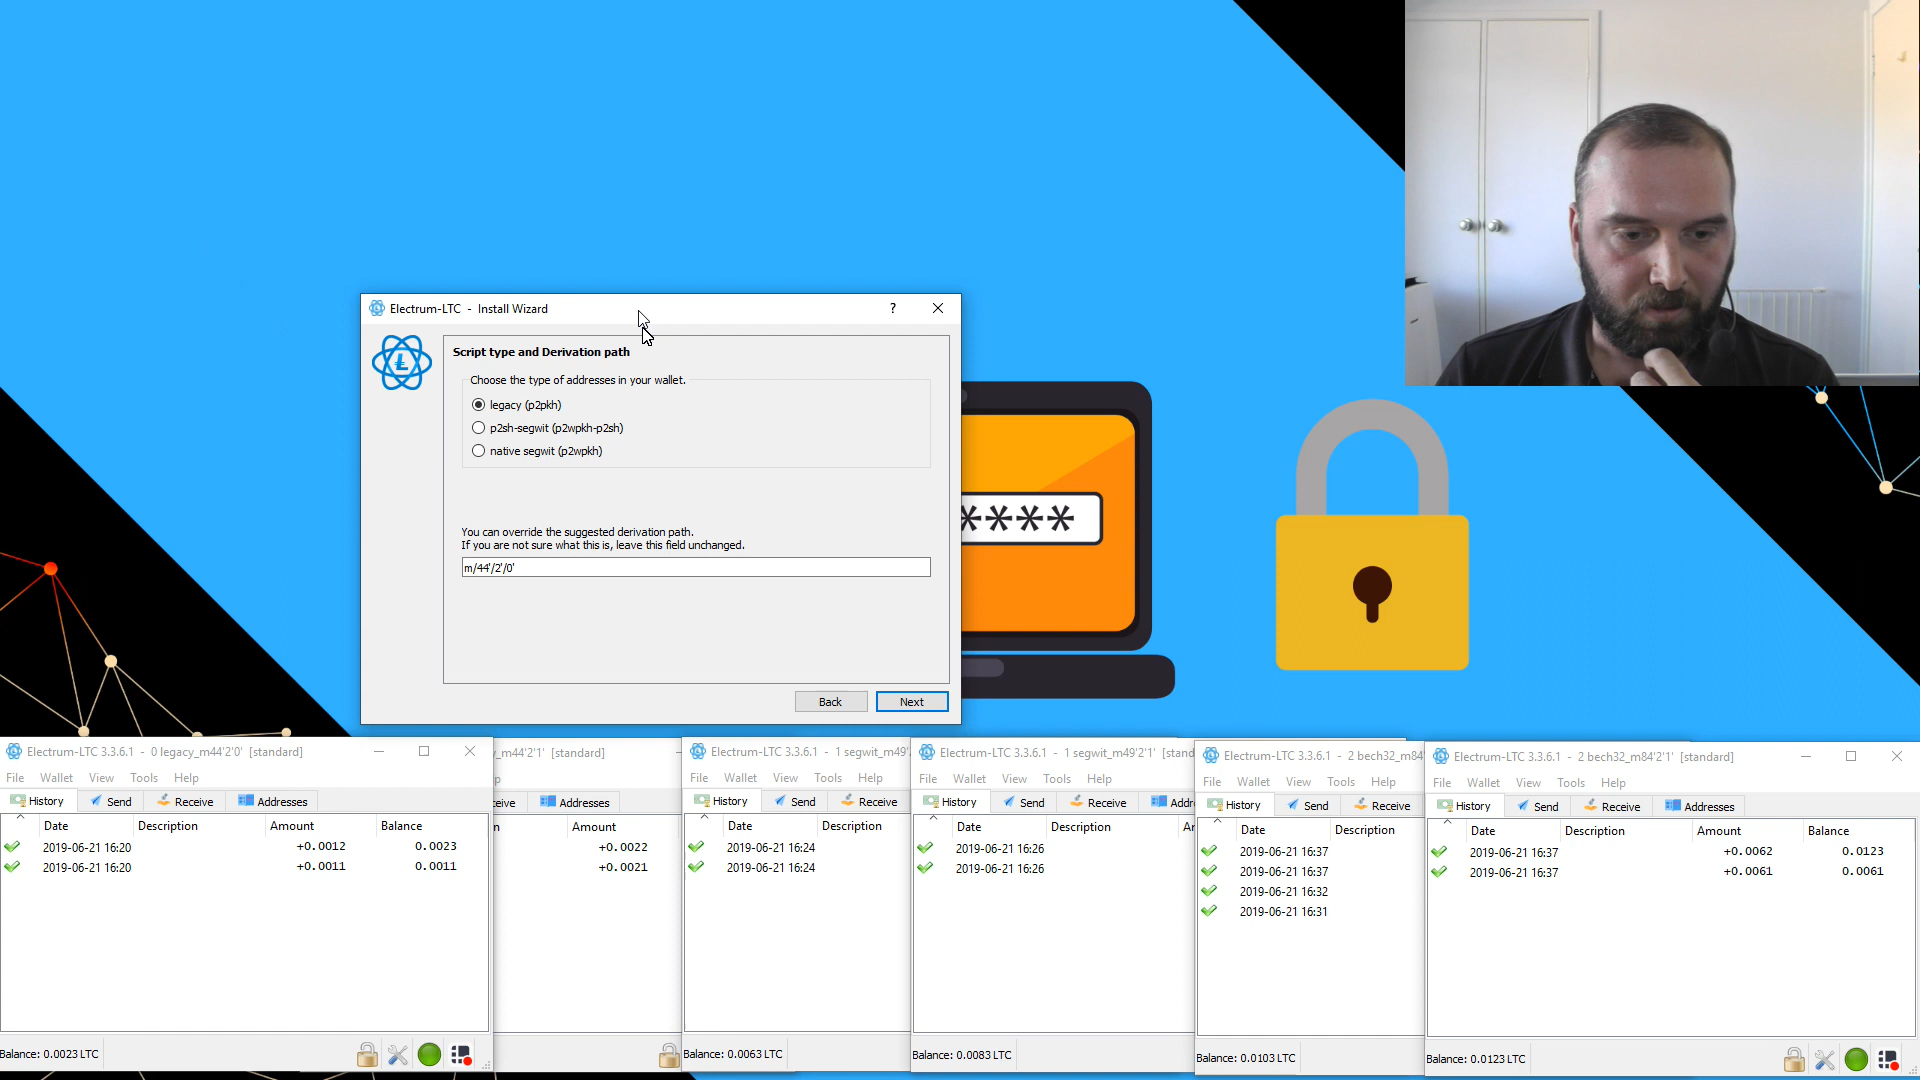 Electrum-LTC - Install Wizard
Script type and Derivation path
Choose the type of addresses in your wallet.
legacy (p2pkh)
p2sh-segwit (p2wpkh-p2sh)
native segwit (p2wpkh)
You can override the suggested derivation path.
If you are not sure what this is, leave this field unchanged.
m/44'/2'/0'
Back
Next
****
Electrum-LTC 3.3.6.1 - 0 legacy_m44'2'0' [standard]
File Wallet View Tools Help
History Send Receive Addresses
Date Description Amount Balance
2019-06-21 16:20 +0.0012 0.0023
2019-06-21 16:20 +0.0011 0.0011
Balance: 0.0023 LTC
y_m44'2'1' [standard]
Addresses
Amount
+0.0022
+0.0021
Electrum-LTC 3.3.6.1 - 1 segwit_m49'2'
File Wallet View Tools Help
History Send Receive
Date Description
2019-06-21 16:24
2019-06-21 16:24
Balance: 0.0063 LTC
Electrum-LTC 3.3.6.1 - 1 segwit_m49'2'1' [stand
File Wallet View Tools Help
History Send Receive Addr
Date Description Ar
2019-06-21 16:26
2019-06-21 16:26
Balance: 0.0083 LTC
Electrum-LTC 3.3.6.1 - 2 bech32_m84'
File Wallet View Tools Help
History Send Receive
Date Description
2019-06-21 16:37
2019-06-21 16:37
2019-06-21 16:32
2019-06-21 16:31
Balance: 0.0103 LTC
Electrum-LTC 3.3.6.1 - 2 bech32_m84'2'1' [standard]
File Wallet View Tools Help
History Send Receive Addresses
Date Description Amount Balance
2019-06-21 16:37 +0.0062 0.0123
2019-06-21 16:37 +0.0061 0.0061
Balance: 0.0123 LTC